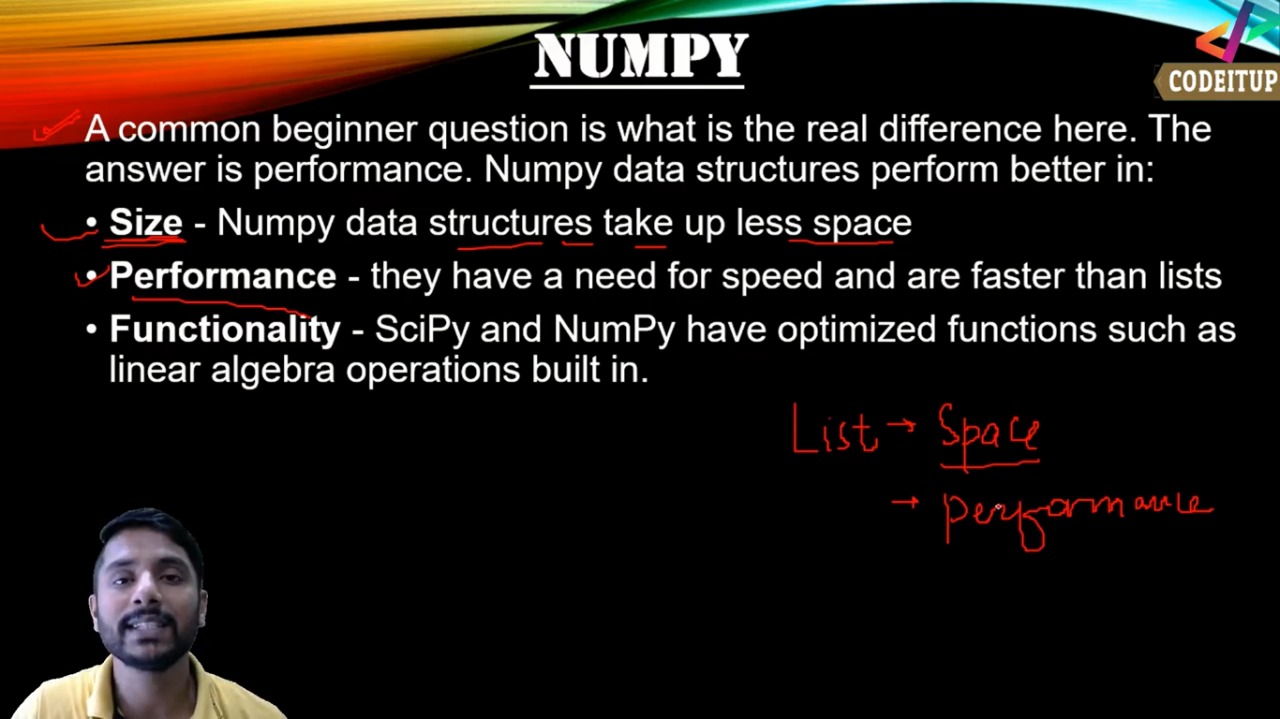 NUMPY
CODEITUP
A common beginner question is what is the real difference here. The
answer is performance. Numpy data structures perform better in:
• Size - Numpy data structures take up less space
• Performance - they have a need for speed and are faster than lists
• Functionality - SciPy and NumPy have optimized functions such as
linear algebra operations built in.
List → Space
→ performance